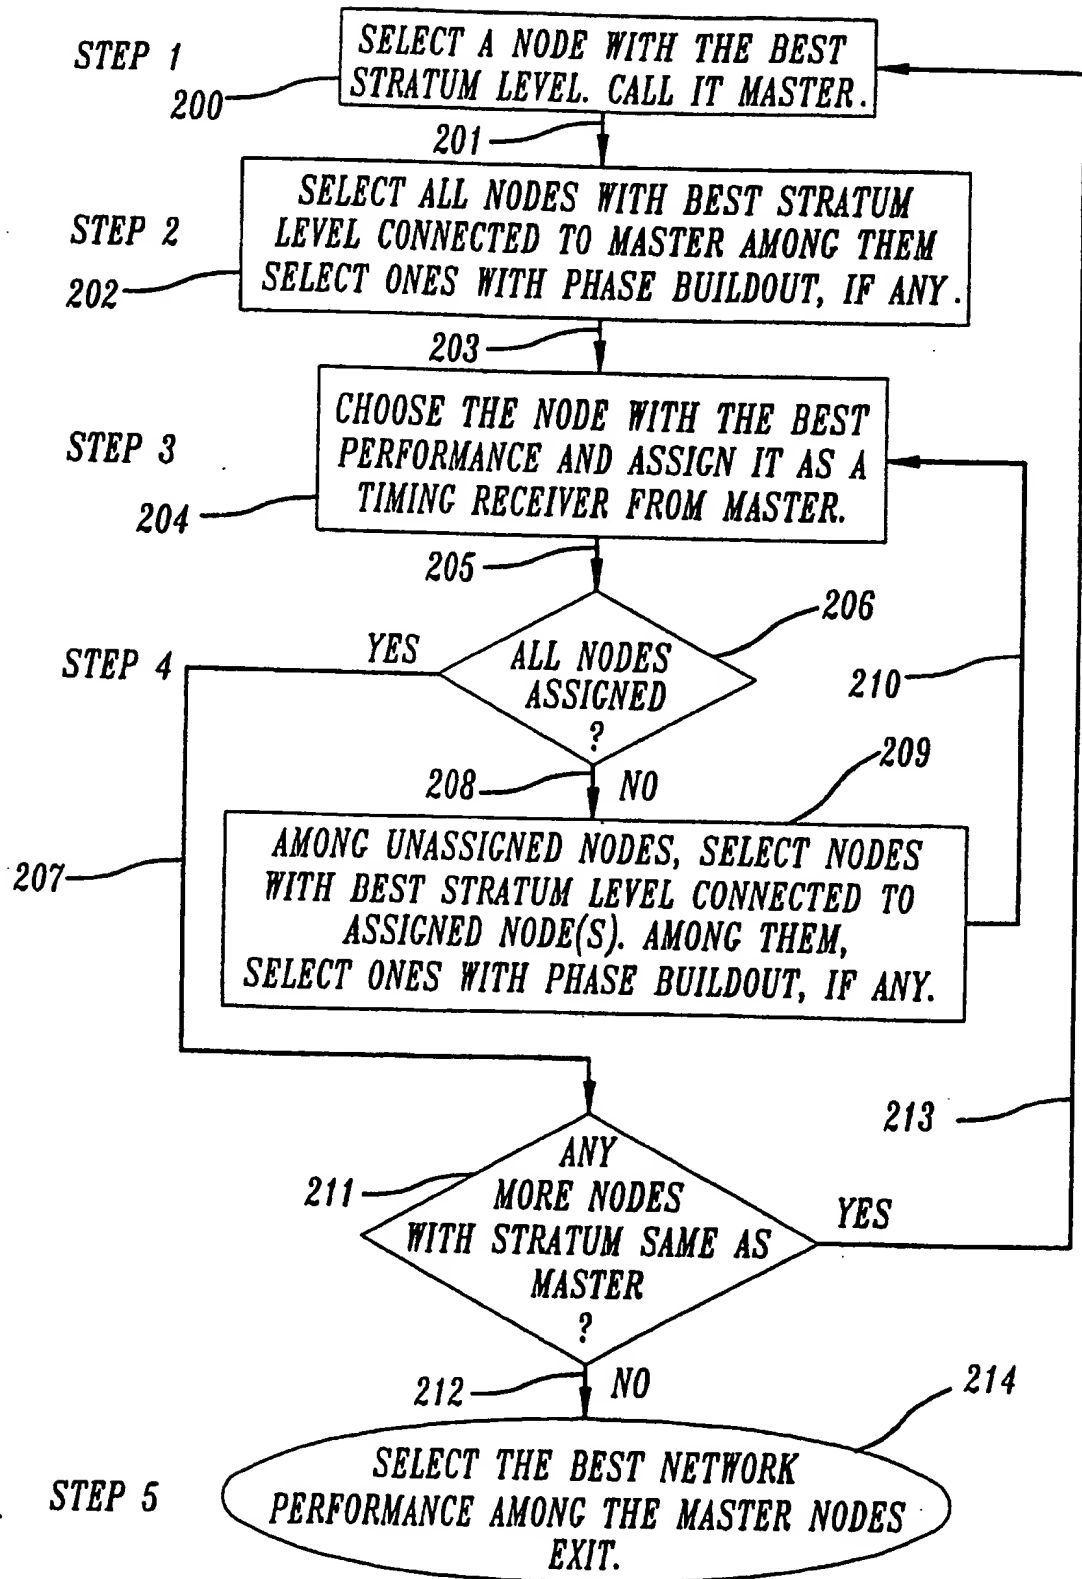 STEP 1
SELECT A NODE WITH THE BEST
STRATUM LEVEL. CALL IT MASTER.
200
201
STEP 2
SELECT ALL NODES WITH BEST STRATUM
LEVEL CONNECTED TO MASTER AMONG THEM
SELECT ONES WITH PHASE BUILDOUT, IF ANY.
202
203
STEP 3
CHOOSE THE NODE WITH THE BEST
PERFORMANCE AND ASSIGN IT AS A
TIMING RECEIVER FROM MASTER.
204
205
206
STEP 4
YES
ALL NODES
ASSIGNED
?
210
208
NO
209
207
AMONG UNASSIGNED NODES, SELECT NODES
WITH BEST STRATUM LEVEL CONNECTED TO
ASSIGNED NODE(S). AMONG THEM,
SELECT ONES WITH PHASE BUILDOUT, IF ANY.
213
211
ANY
MORE NODES
WITH STRATUM SAME AS
MASTER
?
YES
212
NO
214
STEP 5
SELECT THE BEST NETWORK
PERFORMANCE AMONG THE MASTER NODES
EXIT.